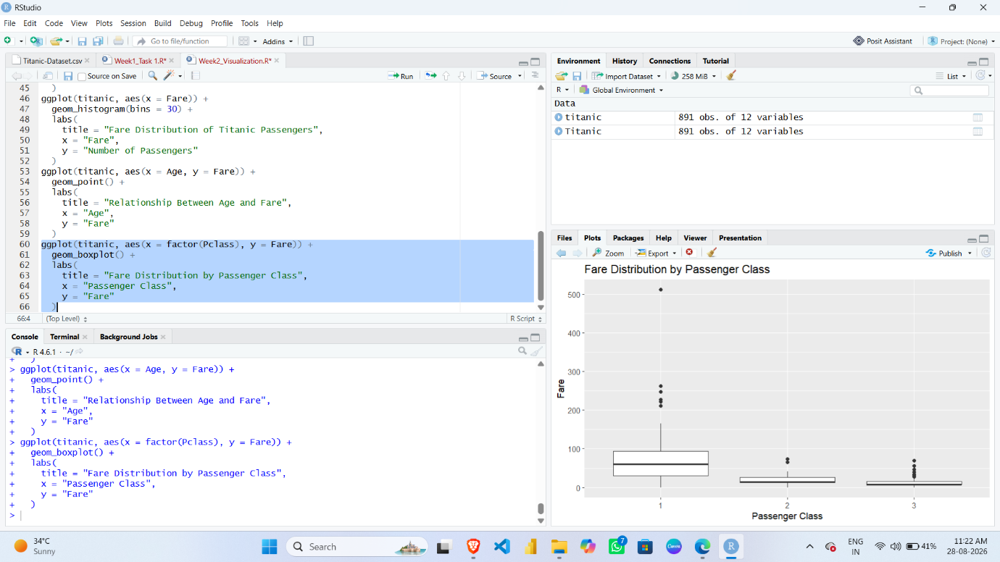 RStudio
File Edit Code View Plots Session Build Debug Profile Tools Help
Go to file/function Addins Posit Assistant Project: (None)
Titanic-Dataset.csv Week1_Task 1.R* Week2_Visualization.R*
Source on Save Run Source
45 )
46 ggplot(titanic, aes(x = Fare)) +
47 geom_histogram(bins = 30) +
48 labs(
49 title = "Fare Distribution of Titanic Passengers",
50 x = "Fare",
51 y = "Number of Passengers"
52 )
53 ggplot(titanic, aes(x = Age, y = Fare)) +
54 geom_point() +
55 labs(
56 title = "Relationship Between Age and Fare",
57 x = "Age",
58 y = "Fare"
59 )
60 ggplot(titanic, aes(x = factor(Pclass), y = Fare)) +
61 geom_boxplot() +
62 labs(
63 title = "Fare Distribution by Passenger Class",
64 x = "Passenger Class",
65 y = "Fare"
66 )
66:4 (Top Level) R Script
Console Terminal Background Jobs
R 4.6.1 · ~/
+ )
> ggplot(titanic, aes(x = Age, y = Fare)) +
+ geom_point() +
+ labs(
+ title = "Relationship Between Age and Fare",
+ x = "Age",
+ y = "Fare"
+ )
> ggplot(titanic, aes(x = factor(Pclass), y = Fare)) +
+ geom_boxplot() +
+ labs(
+ title = "Fare Distribution by Passenger Class",
+ x = "Passenger Class",
+ y = "Fare"
+ )
>
Environment History Connections Tutorial
Import Dataset 258 MiB List
R Global Environment
Data
titanic 891 obs. of 12 variables
Titanic 891 obs. of 12 variables
Files Plots Packages Help Viewer Presentation
Zoom Export Publish
Fare Distribution by Passenger Class
500
400
300
200
100
0
Fare
1 2 3
Passenger Class
34°C
Sunny
Search
Canva
7
ENG
IN
41%
11:22 AM
28-08-2026